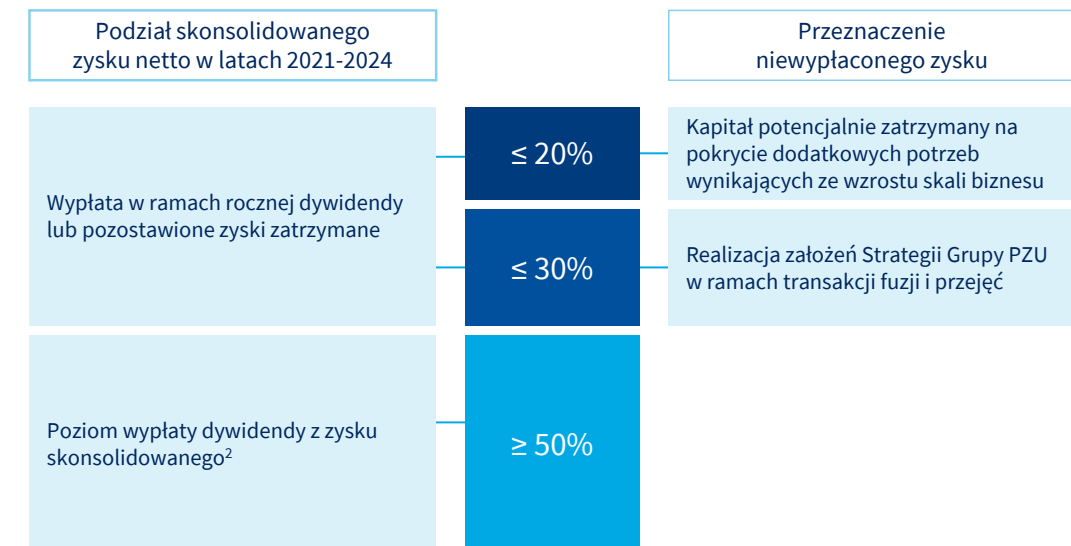 Podział skonsolidowanego
zysku netto w latach 2021-2024
Przeznaczenie
niewypłaconego zysku
Wypłata w ramach rocznej dywidendy
lub pozostawione zyski zatrzymane
≤ 20%
Kapitał potencjalnie zatrzymany na
pokrycie dodatkowych potrzeb
wynikających ze wzrostu skali biznesu
≤ 30%
Realizacja założeń Strategii Grupy PZU
w ramach transakcji fuzji i przejęć
Poziom wypłaty dywidendy z zysku
skonsolidowanego²
≥ 50%